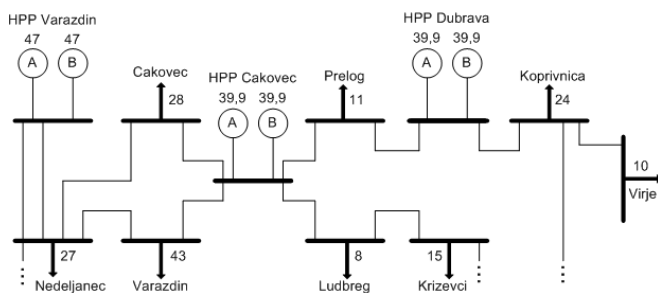 HPP Varazdin
47 47
A B
HPP Dubrava
39,9 39,9
A B
Cakovec
28
HPP Cakovec
39,9 39,9
A B
Prelog
11
Koprivnica
24
10
Virje
27
Nedeljanec
43
Varazdin
8
Ludbreg
15
Krizevci